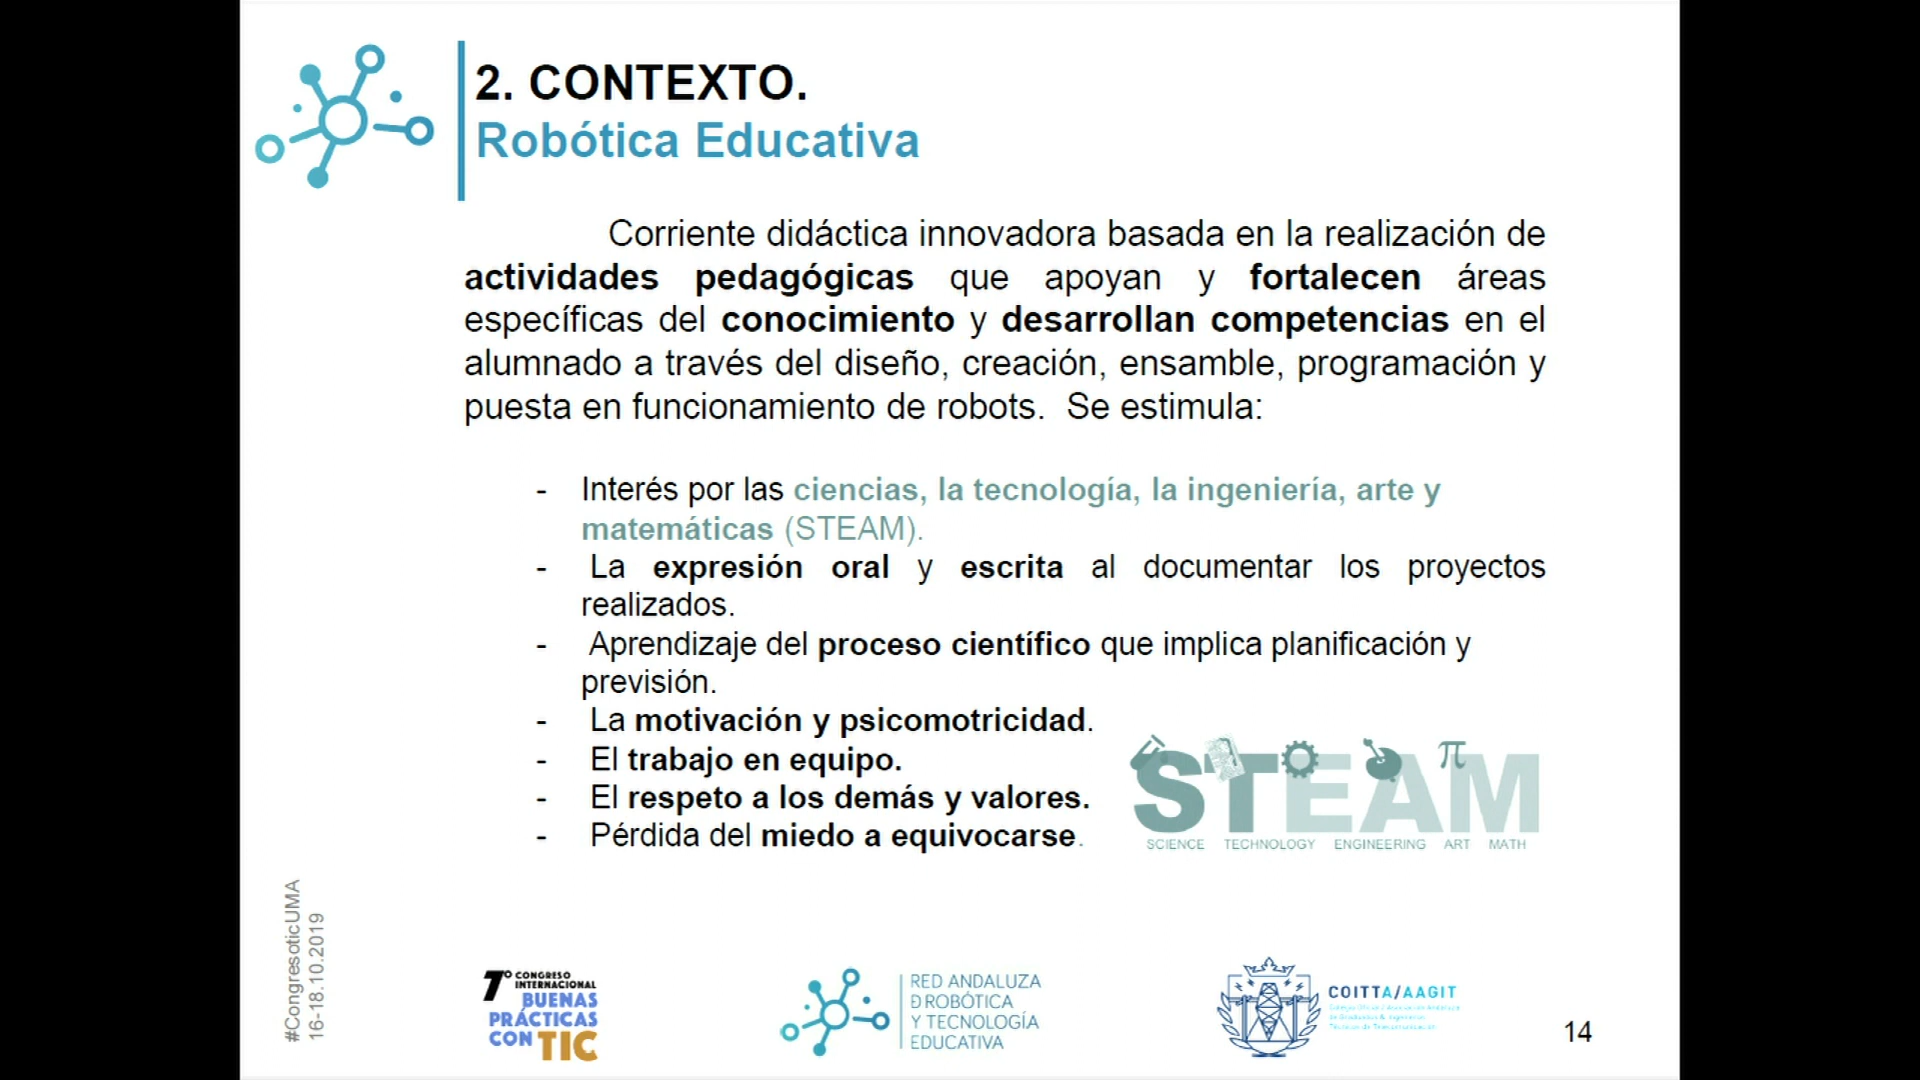 2. CONTEXTO.
Robótica Educativa
Corriente didáctica innovadora basada en la realización de
actividades pedagógicas que apoyan y fortalecen áreas
específicas del conocimiento y desarrollan competencias en el
alumnado a través del diseño, creación, ensamble, programación y
puesta en funcionamiento de robots. Se estimula:
- Interés por las ciencias, la tecnología, la ingeniería, arte y
matemáticas (STEAM).
- La expresión oral y escrita al documentar los proyectos
realizados.
- Aprendizaje del proceso científico que implica planificación y
previsión.
- La motivación y psicomotricidad.
- El trabajo en equipo.
- El respeto a los demás y valores.
- Pérdida del miedo a equivocarse.
π
STEAM
SCIENCE TECHNOLOGY ENGINEERING ART MATH
#CongresoticUMA
16-18.10.2019
7º CONGRESO
INTERNACIONAL
BUENAS
PRÁCTICAS
CON TIC
RED ANDALUZA
D ROBÓTICA
Y TECNOLOGÍA
EDUCATIVA
COITTA/AAGIT
14